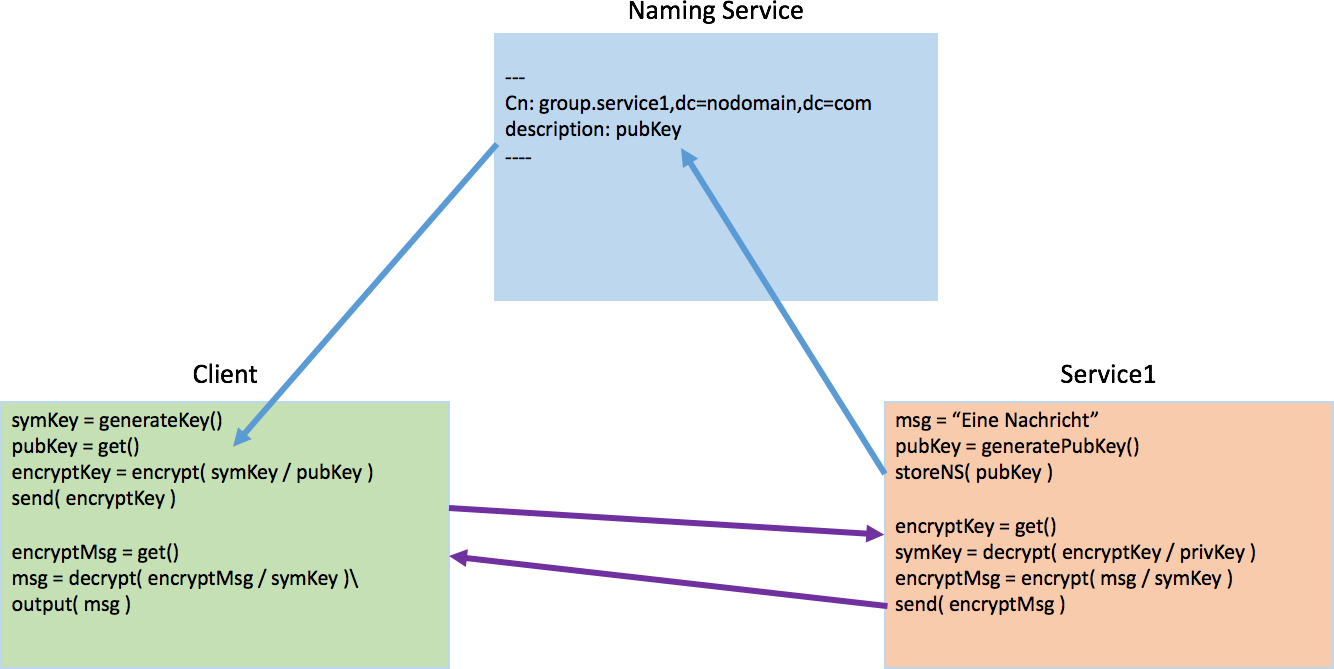 Naming Service
---
Cn: group.service1,dc=nodomain,dc=com
description: pubKey
----
Client
symKey = generateKey()
pubKey = get()
encryptKey = encrypt( symKey / pubKey )
send( encryptKey )
encryptMsg = get()
msg = decrypt( encryptMsg / symKey )\
output( msg )
Service1
msg = “Eine Nachricht”
pubKey = generatePubKey()
storeNS( pubKey )
encryptKey = get()
symKey = decrypt( encryptKey / privKey )
encryptMsg = encrypt( msg / symKey )
send( encryptMsg )